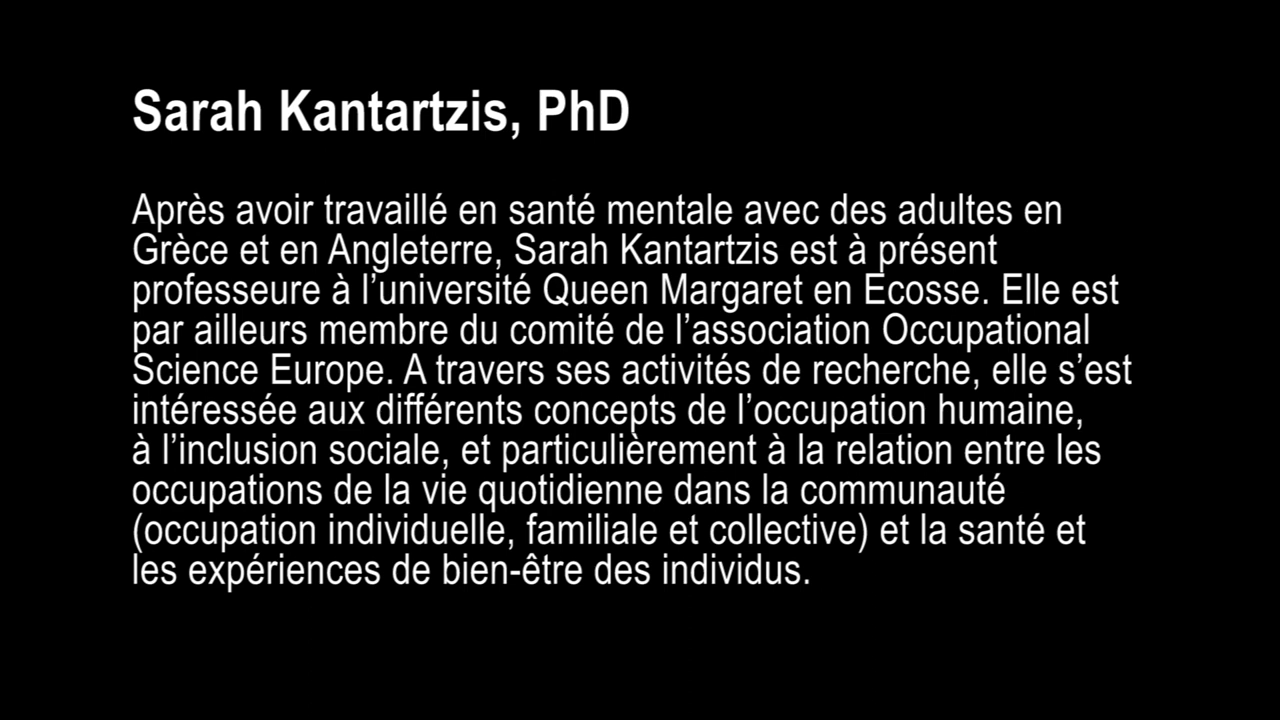 Sarah Kantartzis, PhD
Après avoir travaillé en santé mentale avec des adultes en
Grèce et en Angleterre, Sarah Kantartzis est à présent
professeure à l’université Queen Margaret en Ecosse. Elle est
par ailleurs membre du comité de l’association Occupational
Science Europe. A travers ses activités de recherche, elle s’est
intéressée aux différents concepts de l’occupation humaine,
à l’inclusion sociale, et particulièrement à la relation entre les
occupations de la vie quotidienne dans la communauté
(occupation individuelle, familiale et collective) et la santé et
les expériences de bien-être des individus.